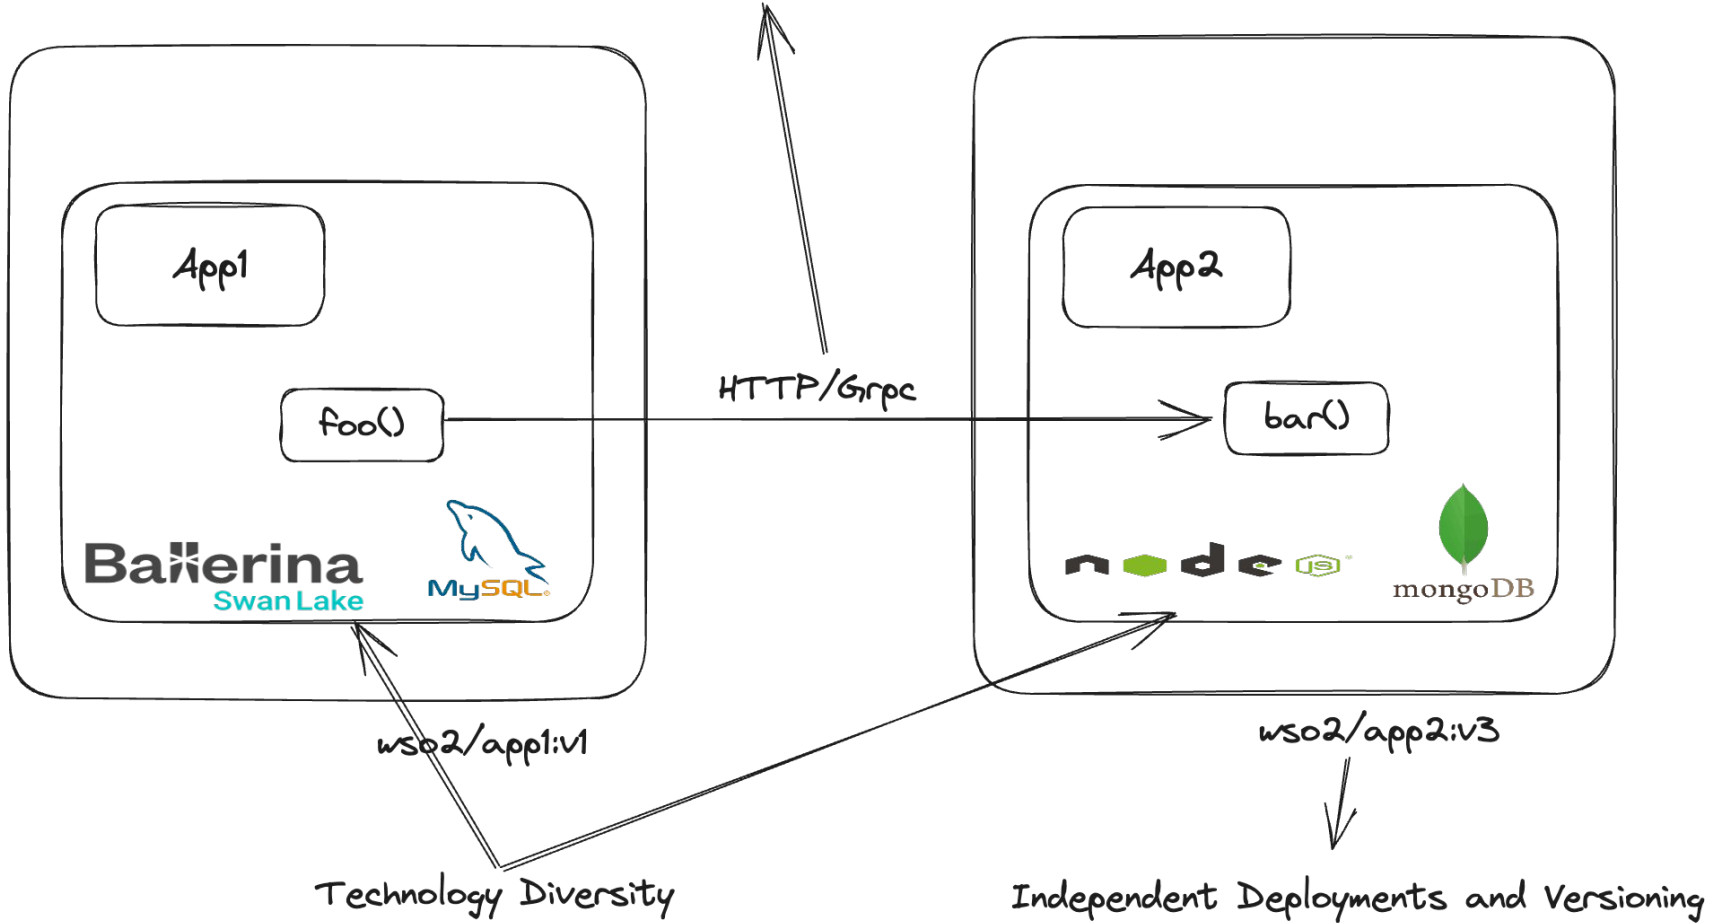 App1
App2
HTTP/Grpc
foo()
bar()
Ballerina
Swan Lake
MySQL®
node
JS
mongoDB
wso2/app1:v1
wso2/app2:v3
Technology Diversity
Independent Deployments and Versioning